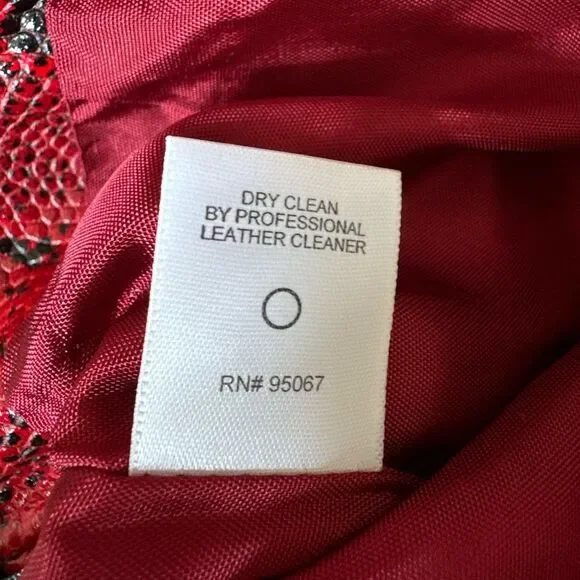 DRY CLEAN
BY PROFESSIONAL
LEATHER CLEANER
RN# 95067